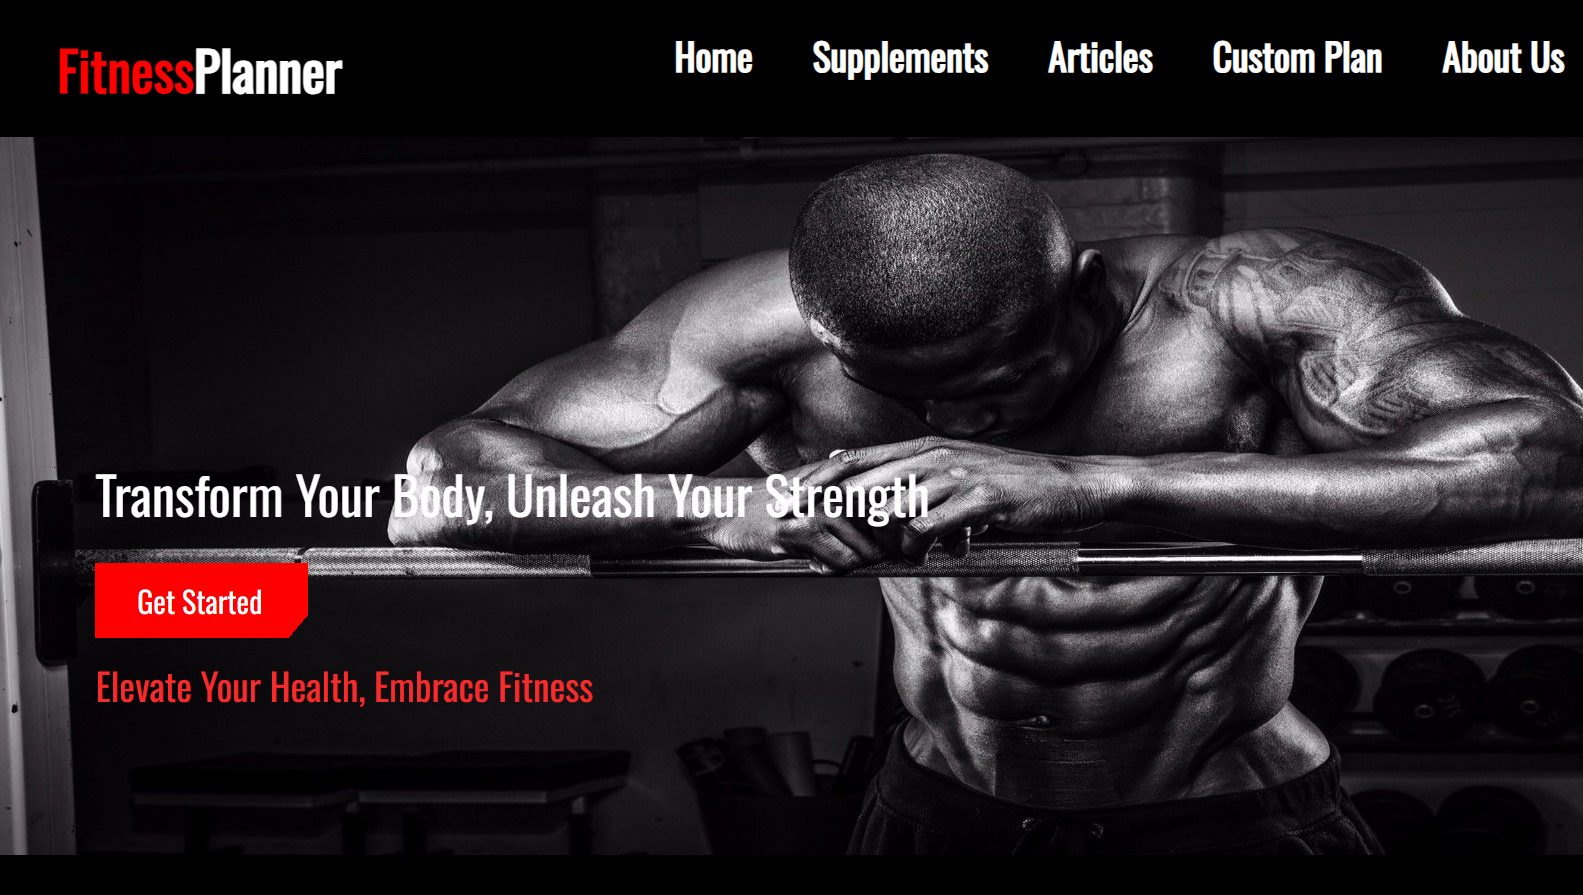 FitnessPlanner
Home Supplements Articles Custom Plan About Us
Transform Your Body, Unleash Your Strength
Get Started
Elevate Your Health, Embrace Fitness